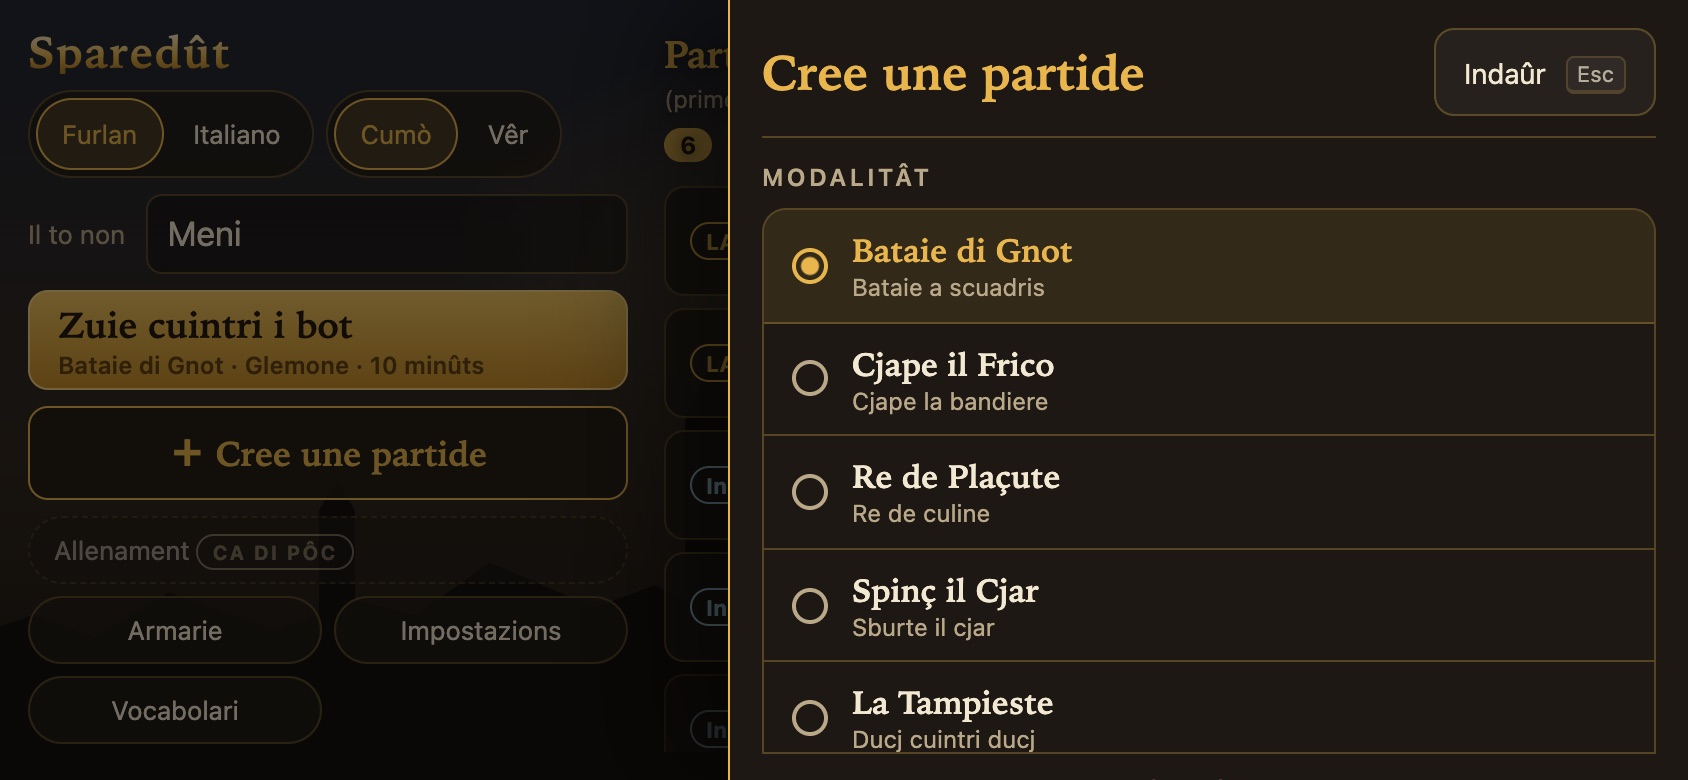 Sparedût
Furlan Italiano Cumò Vêr
Il to non Meni
Zuie cuintri i bot
Bataie di Gnot · Glemone · 10 minûts
+ Cree une partide
Allenament CA DI PÔC
Armarie Impostazions
Vocabolari
6
Cree une partide
Indaûr Esc
MODALITÂT
Bataie di Gnot
Bataie a scuadris
Cjape il Frico
Cjape la bandiere
Re de Plaçute
Re de culine
Spinç il Cjar
Sburte il cjar
La Tampieste
Ducj cuintri ducj